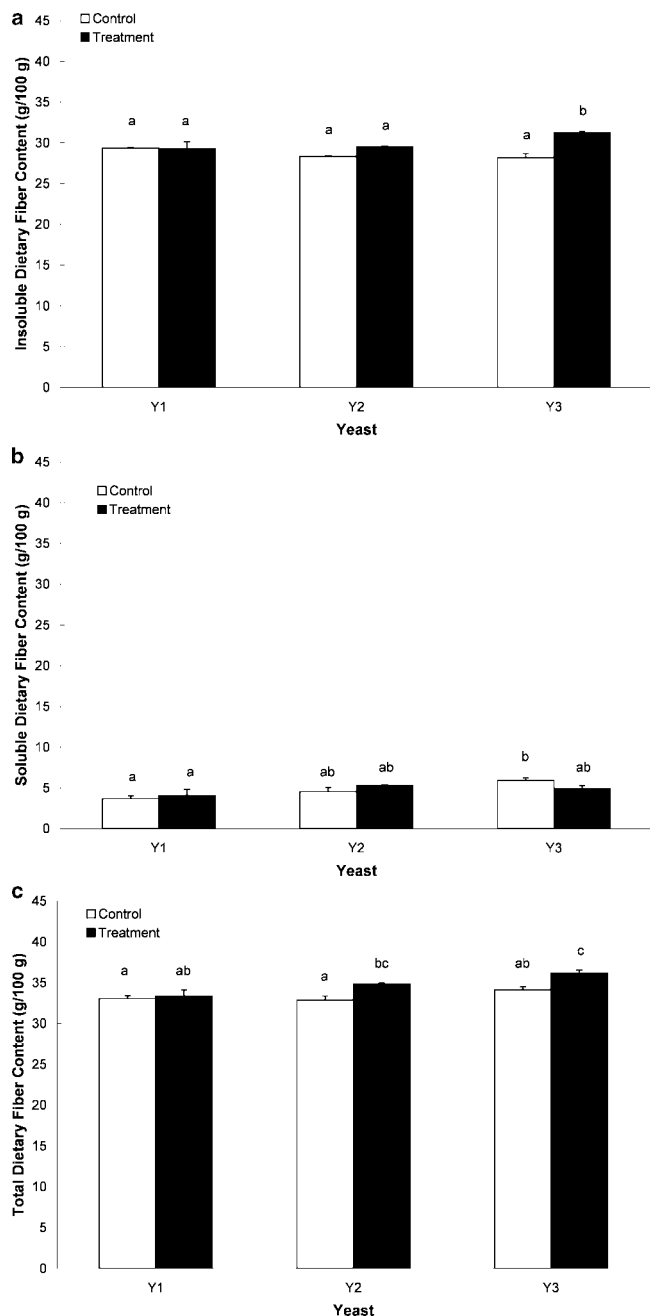 a
Control
Treatment
Insoluble Dietary Fiber Content (g/100 g)
45
40
35
30
25
20
15
10
5
0
a a a a a b
Y1 Y2 Y3
Yeast
b
Control
Treatment
Soluble Dietary Fiber Content (g/100 g)
45
40
35
30
25
20
15
10
5
0
a a ab ab b ab
Y1 Y2 Y3
Yeast
c
Control
Treatment
Total Dietary Fiber Content (g/100 g)
45
40
35
30
25
20
15
10
5
0
a ab a bc ab c
Y1 Y2 Y3
Yeast